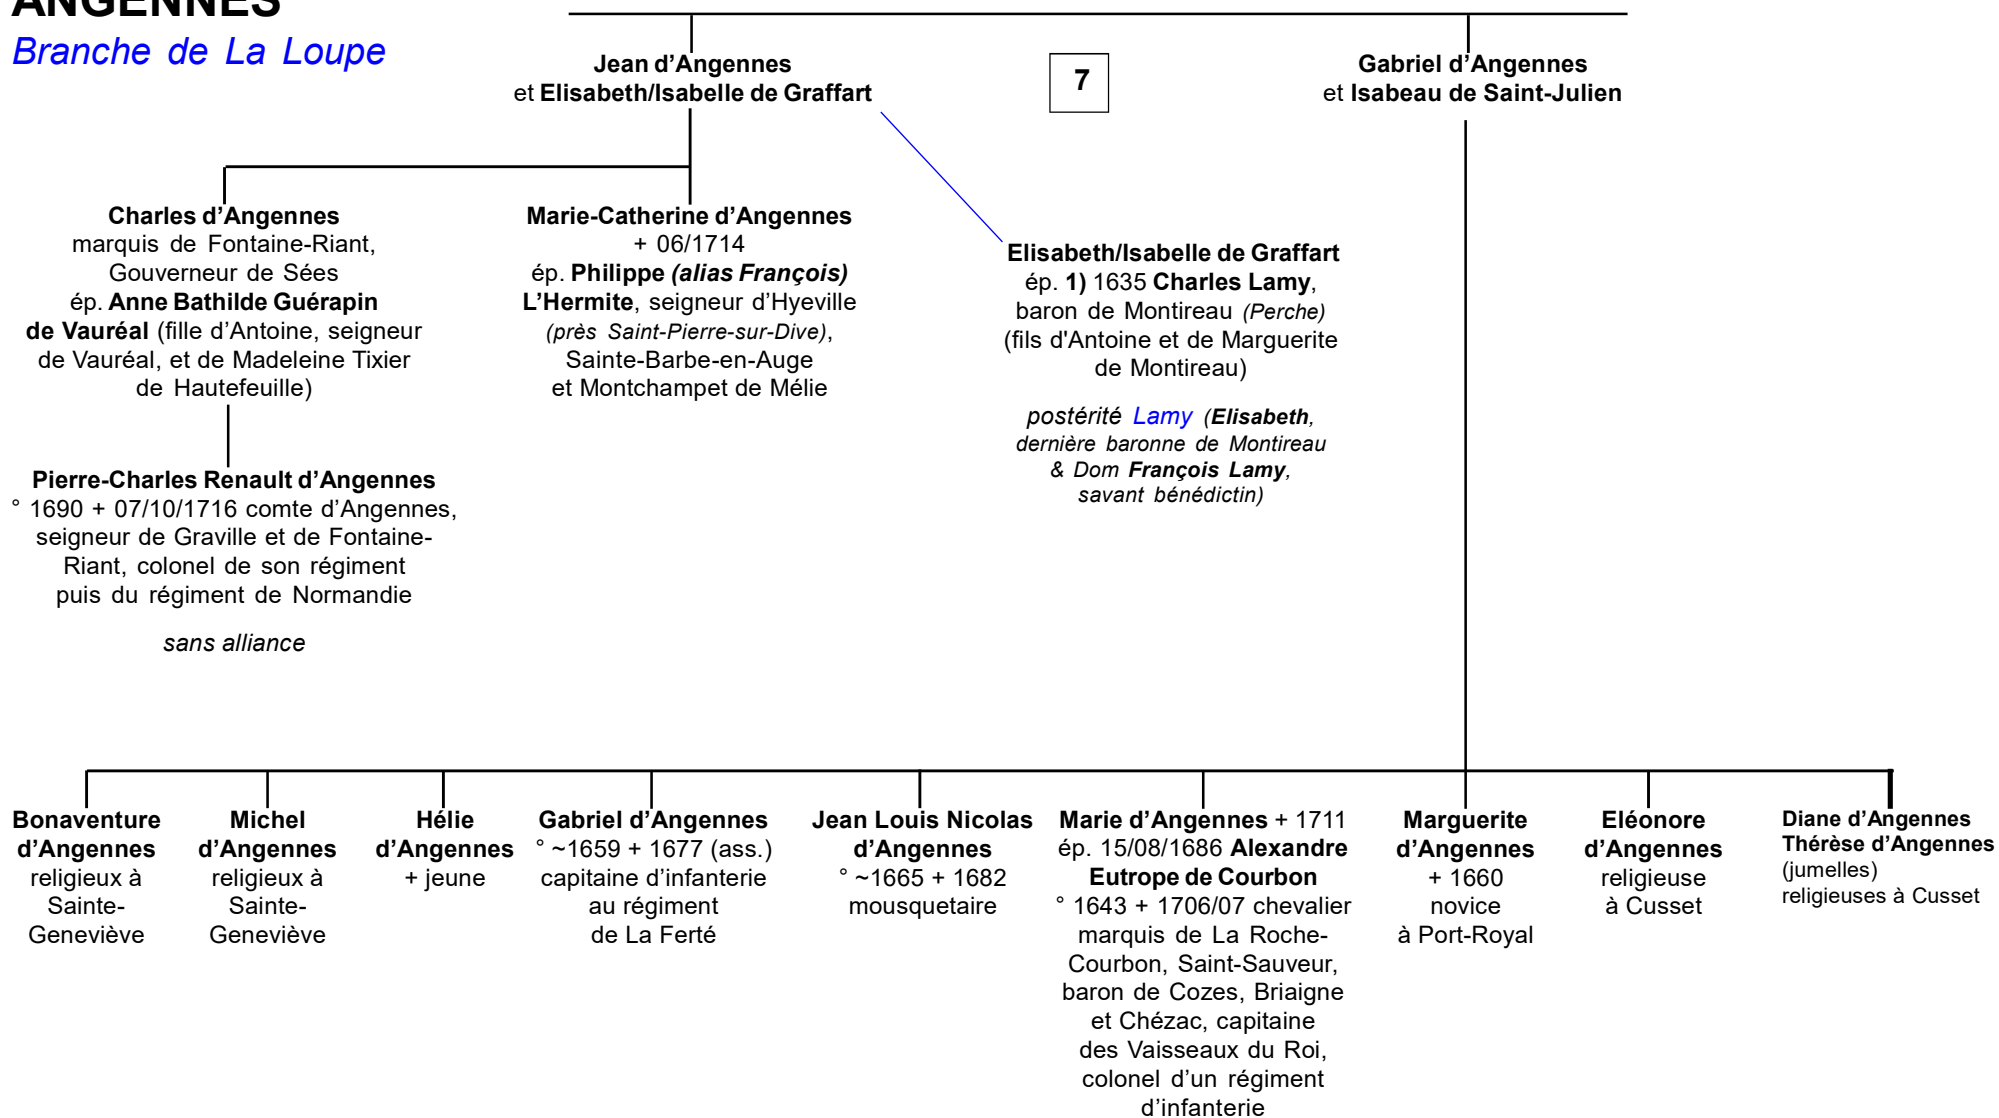 ANGENNES
Branche de La Loupe
Jean d’Angennes
et Elisabeth/Isabelle de Graffart
7
Gabriel d’Angennes
et Isabeau de Saint-Julien
Charles d’Angennes
marquis de Fontaine-Riant,
Gouverneur de Sées
ép. Anne Bathilde Guérapin
de Vauréal (fille d’Antoine, seigneur
de Vauréal, et de Madeleine Tixier
de Hautefeuille)
Marie-Catherine d’Angennes
+ 06/1714
ép. Philippe (alias François)
L’Hermite, seigneur d’Hyeville
(près Saint-Pierre-sur-Dive),
Sainte-Barbe-en-Auge
et Montchampet de Mélie
Elisabeth/Isabelle de Graffart
ép. 1) 1635 Charles Lamy,
baron de Montireau (Perche)
(fils d'Antoine et de Marguerite
de Montireau)
postérité Lamy (Elisabeth,
dernière baronne de Montireau
& Dom François Lamy,
savant bénédictin)
Pierre-Charles Renault d’Angennes
° 1690 + 07/10/1716 comte d’Angennes,
seigneur de Graville et de Fontaine-
Riant, colonel de son régiment
puis du régiment de Normandie
sans alliance
Bonaventure
d’Angennes
religieux à
Sainte-
Geneviève
Michel
d’Angennes
religieux à
Sainte-
Geneviève
Hélie
d’Angennes
+ jeune
Gabriel d’Angennes
° ~1659 + 1677 (ass.)
capitaine d’infanterie
au régiment
de La Ferté
Jean Louis Nicolas
d’Angennes
° ~1665 + 1682
mousquetaire
Marie d’Angennes + 1711
ép. 15/08/1686 Alexandre
Eutrope de Courbon
° 1643 + 1706/07 chevalier
marquis de La Roche-
Courbon, Saint-Sauveur,
baron de Cozes, Briaigne
et Chézac, capitaine
des Vaisseaux du Roi,
colonel d’un régiment
d’infanterie
Marguerite
d’Angennes
+ 1660
novice
à Port-Royal
Eléonore
d’Angennes
religieuse
à Cusset
Diane d’Angennes
Thérèse d’Angennes
(jumelles)
religieuses à Cusset